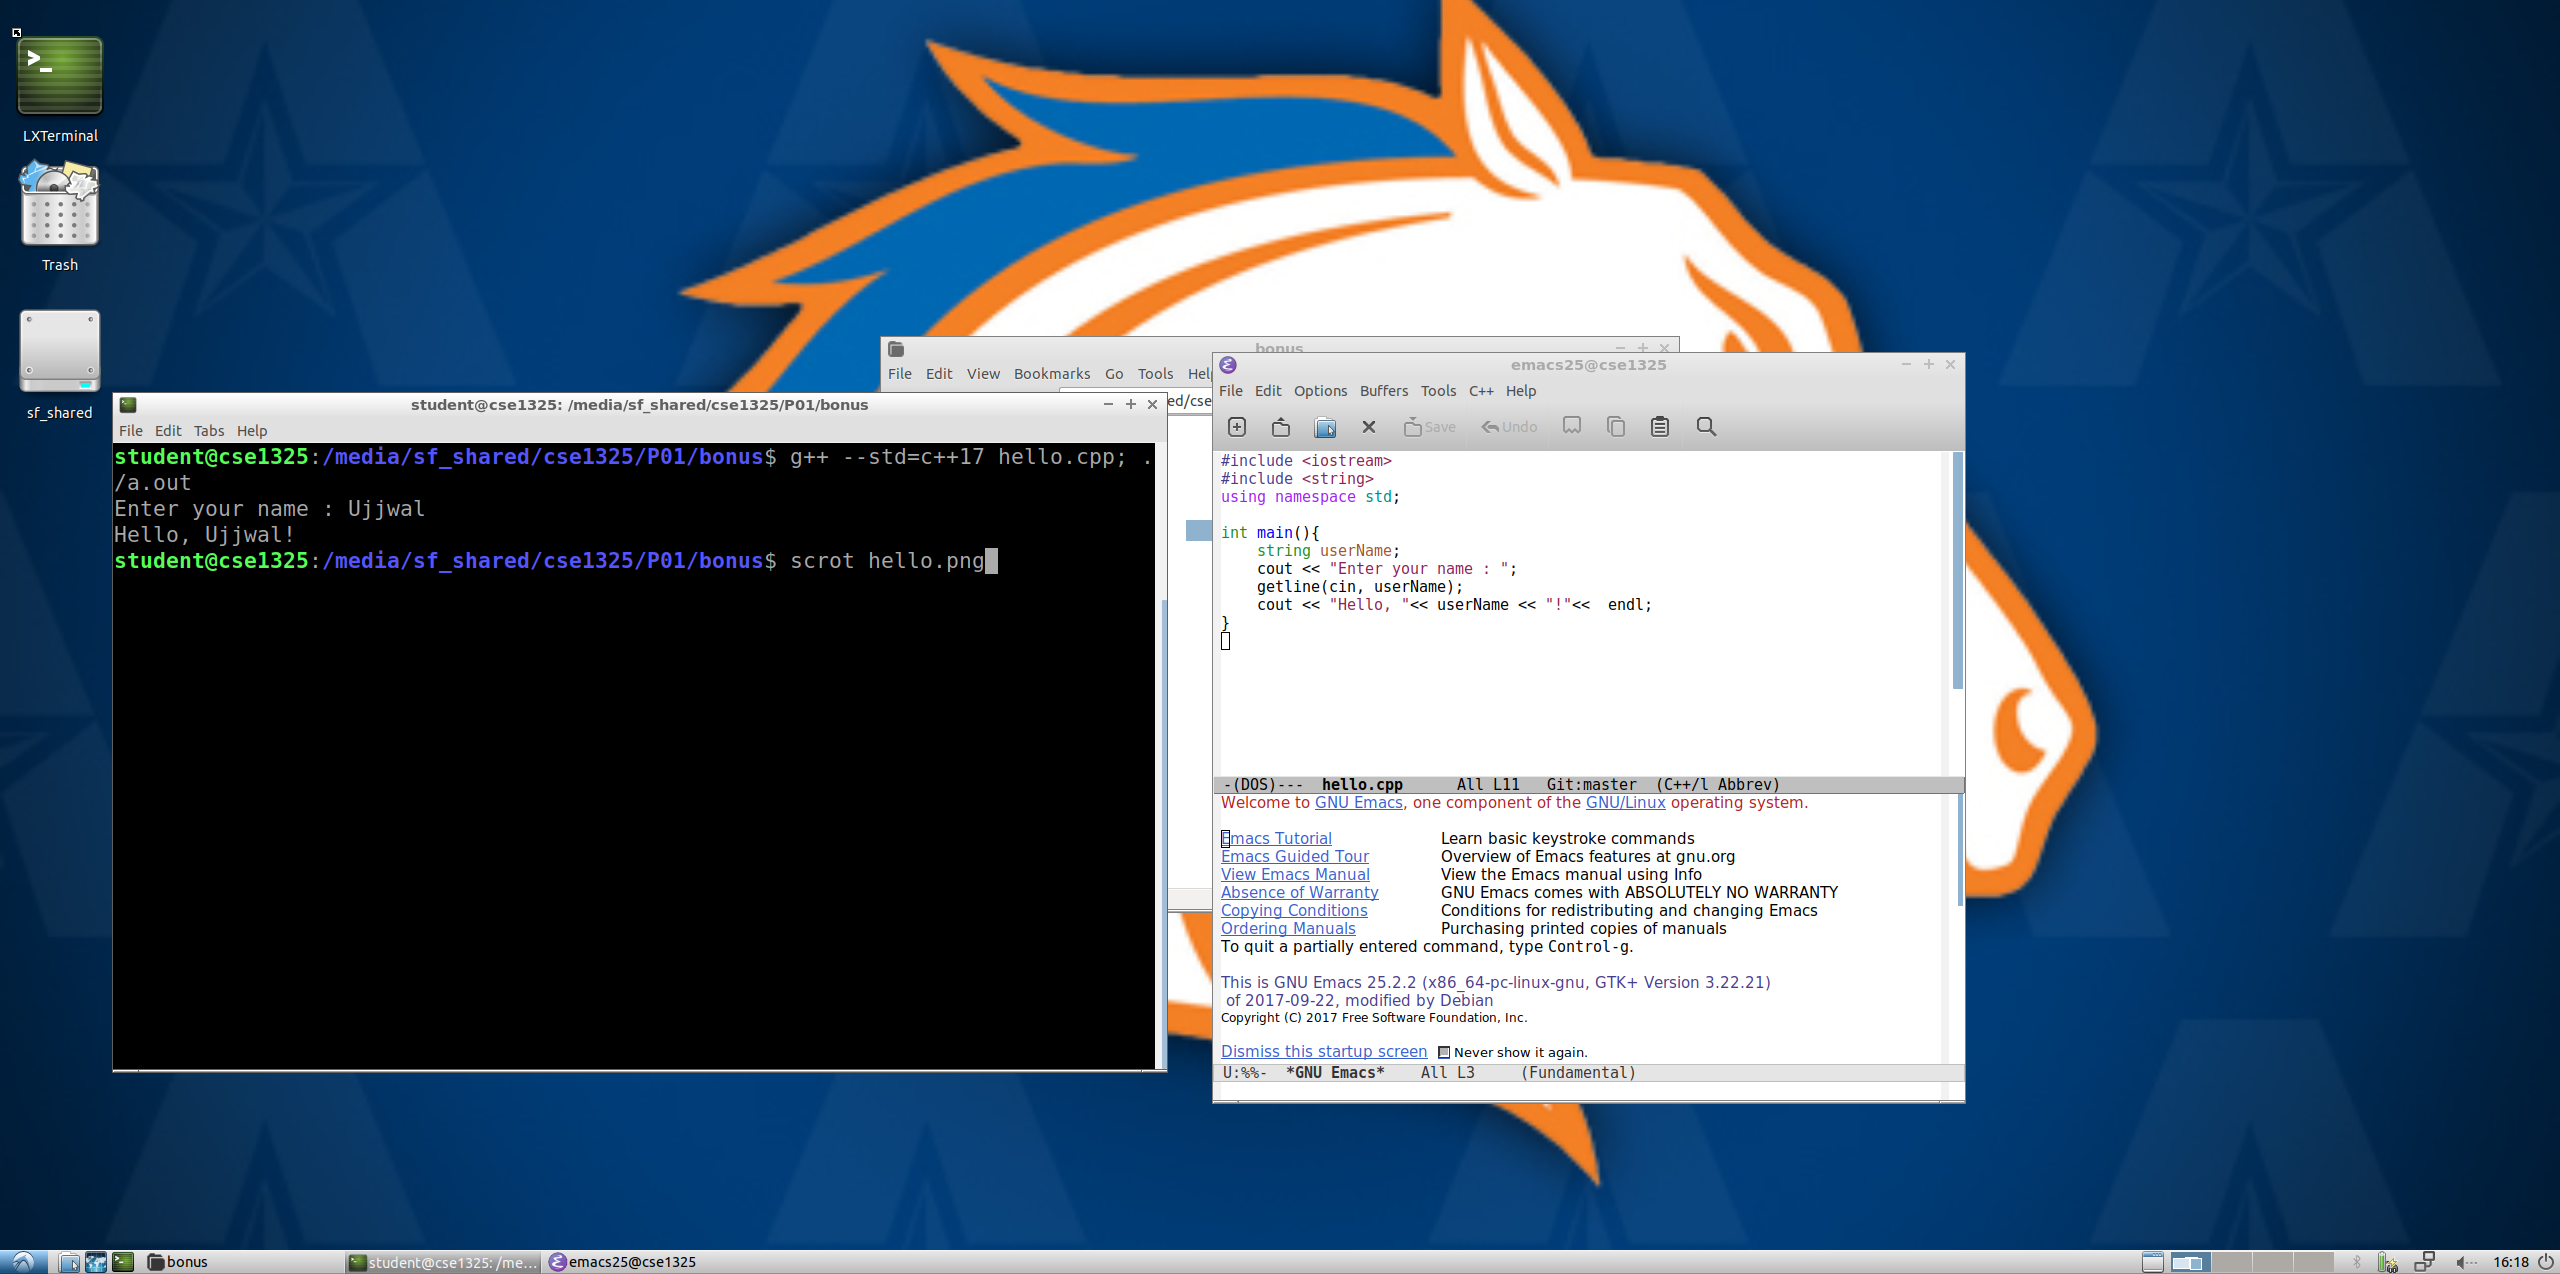 LXTerminal
Trash
sf_shared
bonus
File Edit View Bookmarks Go Tools Help
ed/cse
student@cse1325: /media/sf_shared/cse1325/P01/bonus
File Edit Tabs Help
student@cse1325:/media/sf_shared/cse1325/P01/bonus$ g++ --std=c++17 hello.cpp; .
/a.out
Enter your name : Ujjwal
Hello, Ujjwal!
student@cse1325:/media/sf_shared/cse1325/P01/bonus$ scrot hello.png
emacs25@cse1325
File Edit Options Buffers Tools C++ Help
Save Undo
#include <iostream>
#include <string>
using namespace std;
int main(){
    string userName;
    cout << "Enter your name : ";
    getline(cin, userName);
    cout << "Hello, "<< userName << "!"<<  endl;
}
-(DOS)---  hello.cpp      All L11   Git:master  (C++/l Abbrev)
Welcome to GNU Emacs, one component of the GNU/Linux operating system.
Emacs Tutorial Learn basic keystroke commands
Emacs Guided Tour Overview of Emacs features at gnu.org
View Emacs Manual View the Emacs manual using Info
Absence of Warranty GNU Emacs comes with ABSOLUTELY NO WARRANTY
Copying Conditions Conditions for redistributing and changing Emacs
Ordering Manuals Purchasing printed copies of manuals
To quit a partially entered command, type Control-g.
This is GNU Emacs 25.2.2 (x86_64-pc-linux-gnu, GTK+ Version 3.22.21)
of 2017-09-22, modified by Debian
Copyright (C) 2017 Free Software Foundation, Inc.
Dismiss this startup screen Never show it again.
U:%%-  *GNU Emacs*    All L3     (Fundamental)
bonus student@cse1325: /me... emacs25@cse1325 16:18